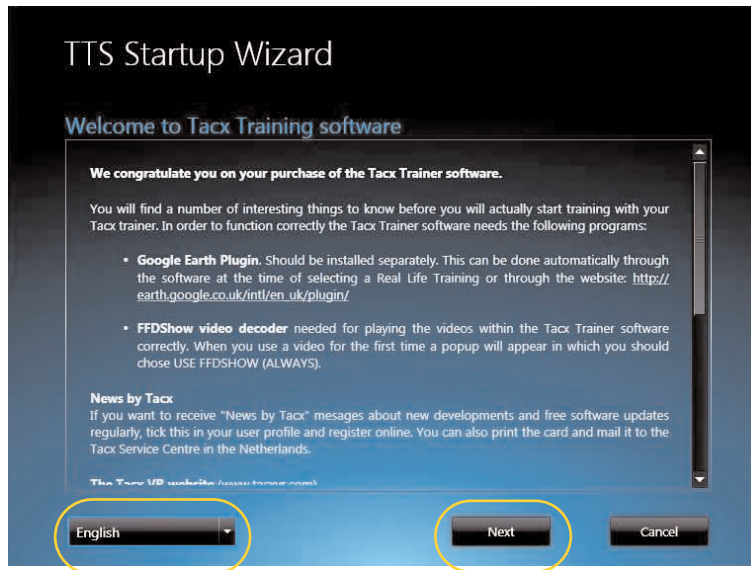 TTS Startup Wizard
Welcome to Tacx Training software
We congratulate you on your purchase of the Tacx Trainer software.
You will find a number of interesting things to know before you will actually start training with your
Tacx trainer. In order to function correctly the Tacx Trainer software needs the following programs:
• Google Earth Plugin. Should be installed separately. This can be done automatically through
the software at the time of selecting a Real Life Training or through the website: http://
earth.google.co.uk/intl/en_uk/plugin/
• FFDShow video decoder needed for playing the videos within the Tacx Trainer software
correctly. When you use a video for the first time a popup will appear in which you should
chose USE FFDSHOW (ALWAYS).
News by Tacx
If you want to receive "News by Tacx" mesages about new developments and free software updates
regularly, tick this in your user profile and register online. You can also print the card and mail it to the
Tacx Service Centre in the Netherlands.
The Tacx VR website (www.tacxvr.com)
English
Next
Cancel